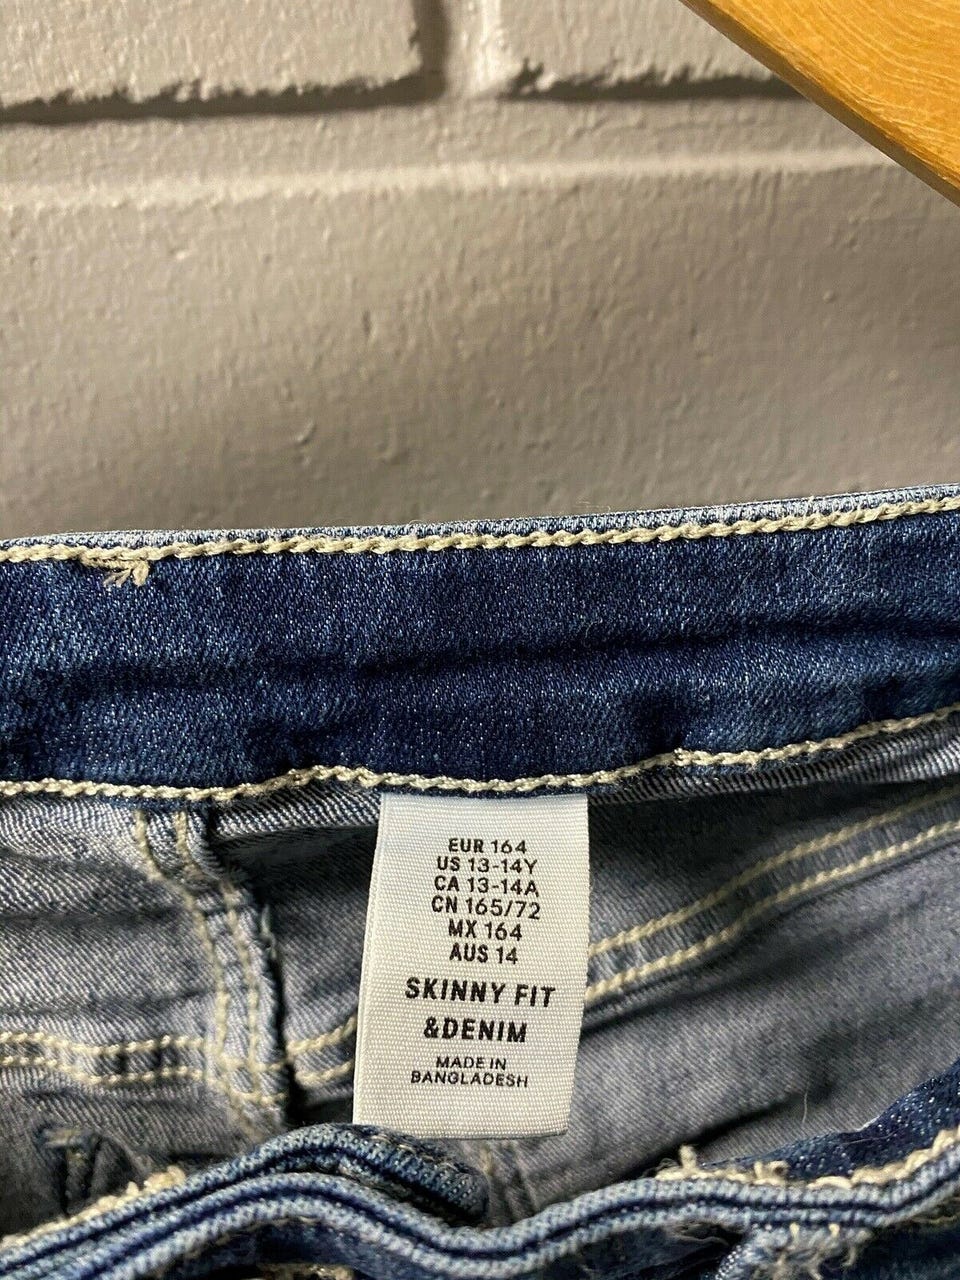 EUR 164
US 13-14Y
CA 13-14A
CN 165/72
MX 164
AUS 14
SKINNY FIT
&DENIM
MADE IN
BANGLADESH